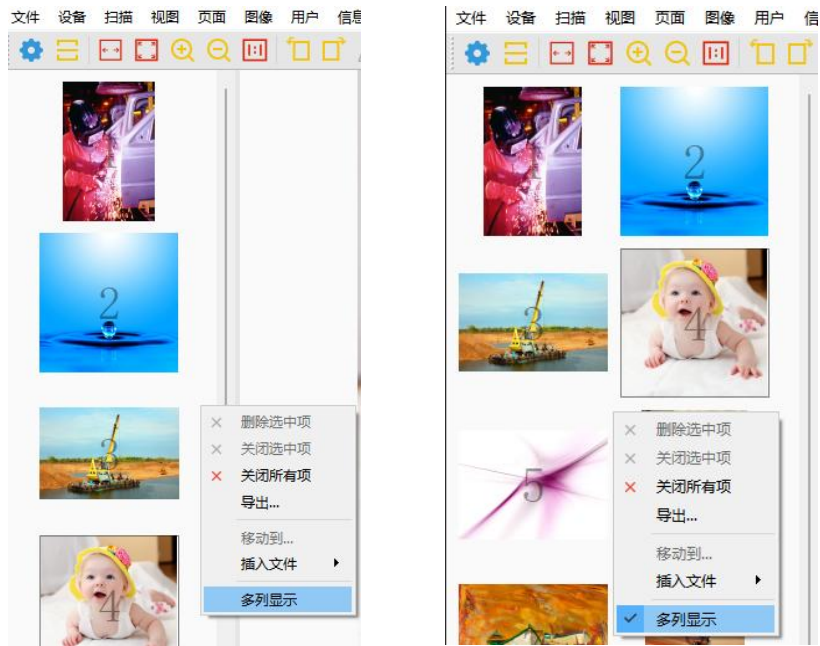 文件 设备 扫描 视图 页面 图像 用户 信息
1
2
3
4
删除选中项
关闭选中项
关闭所有项
导出...
移动到...
插入文件
多列显示
文件 设备 扫描 视图 页面 图像 用户 信
1
2
3
4
5
删除选中项
关闭选中项
关闭所有项
导出...
移动到...
插入文件
多列显示